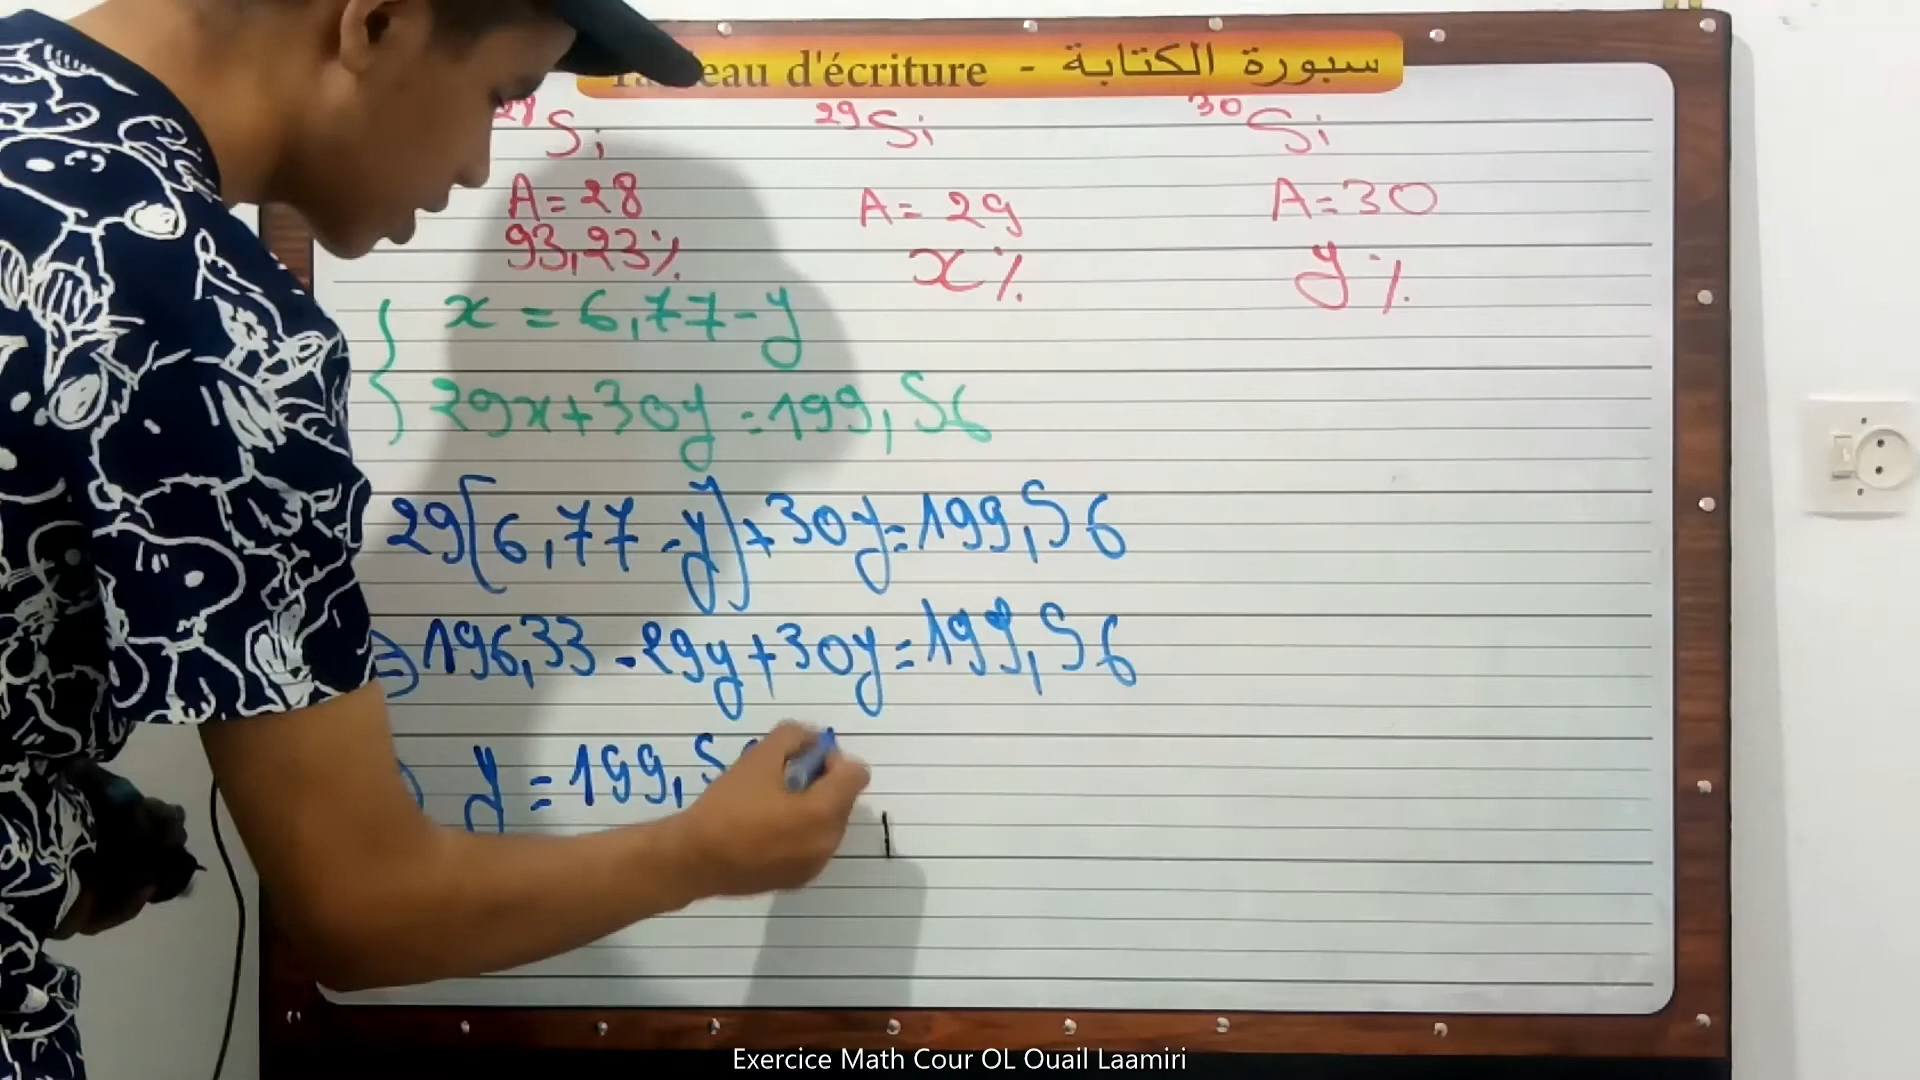 eau d'écriture - سبورة الكتابة
28Si 29Si 30Si
A=28 A=29 A=30
93,23% x% y%
x = 6,77-y
29x+30y=199,56
29[6,77-y]+30y=199,56
⇒196,33-29y+30y=199,56
y=199,5
Exercice Math Cour OL Ouail Laamiri